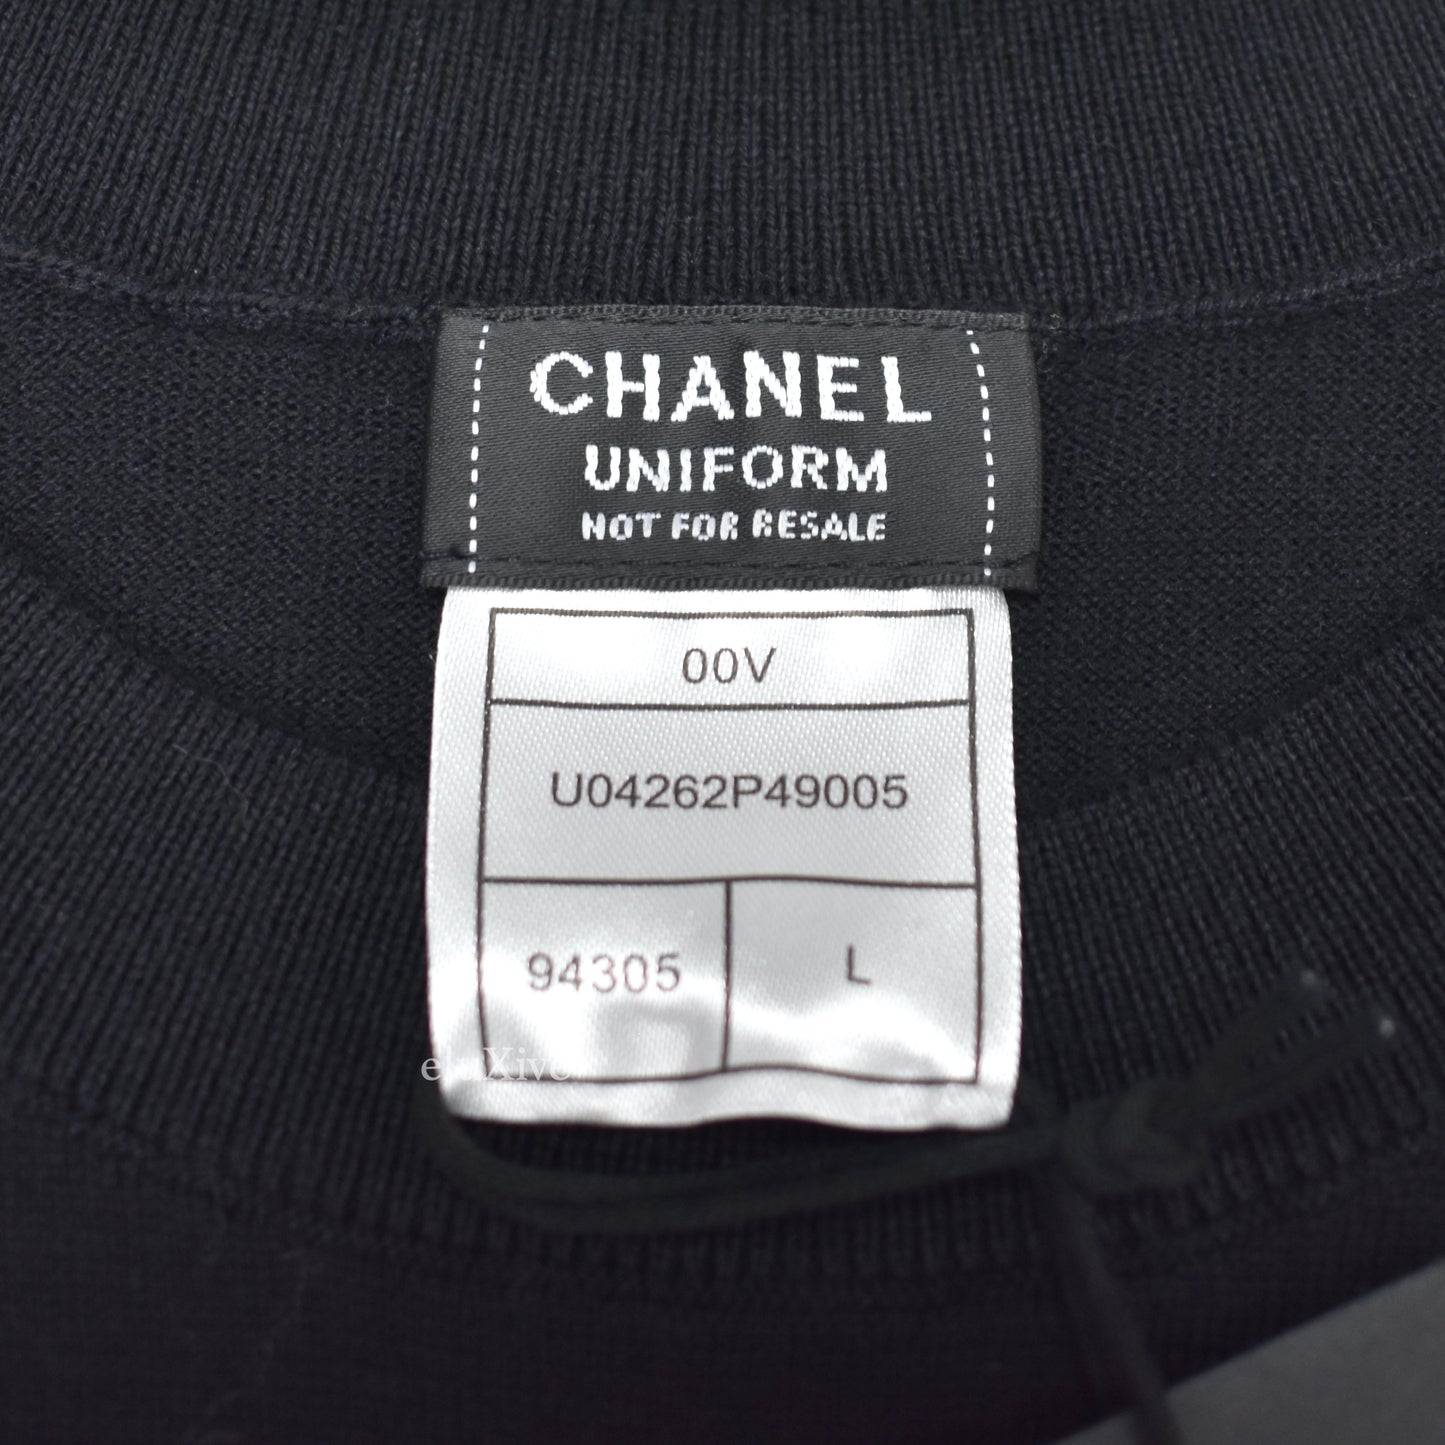 CHANEL
UNIFORM
NOT FOR RESALE
00V
U04262P49005
94305 L